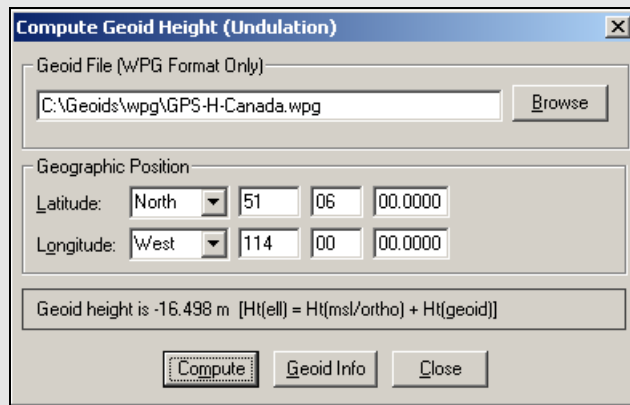 Compute Geoid Height (Undulation)
Geoid File (WPG Format Only)
C:\Geoids\wpg\GPS-H-Canada.wpg
Browse
Geographic Position
Latitude: North 51 06 00.0000
Longitude: West 114 00 00.0000
Geoid height is -16.498 m [Ht(ell) = Ht(msl/ortho) + Ht(geoid)]
Compute Geoid Info Close